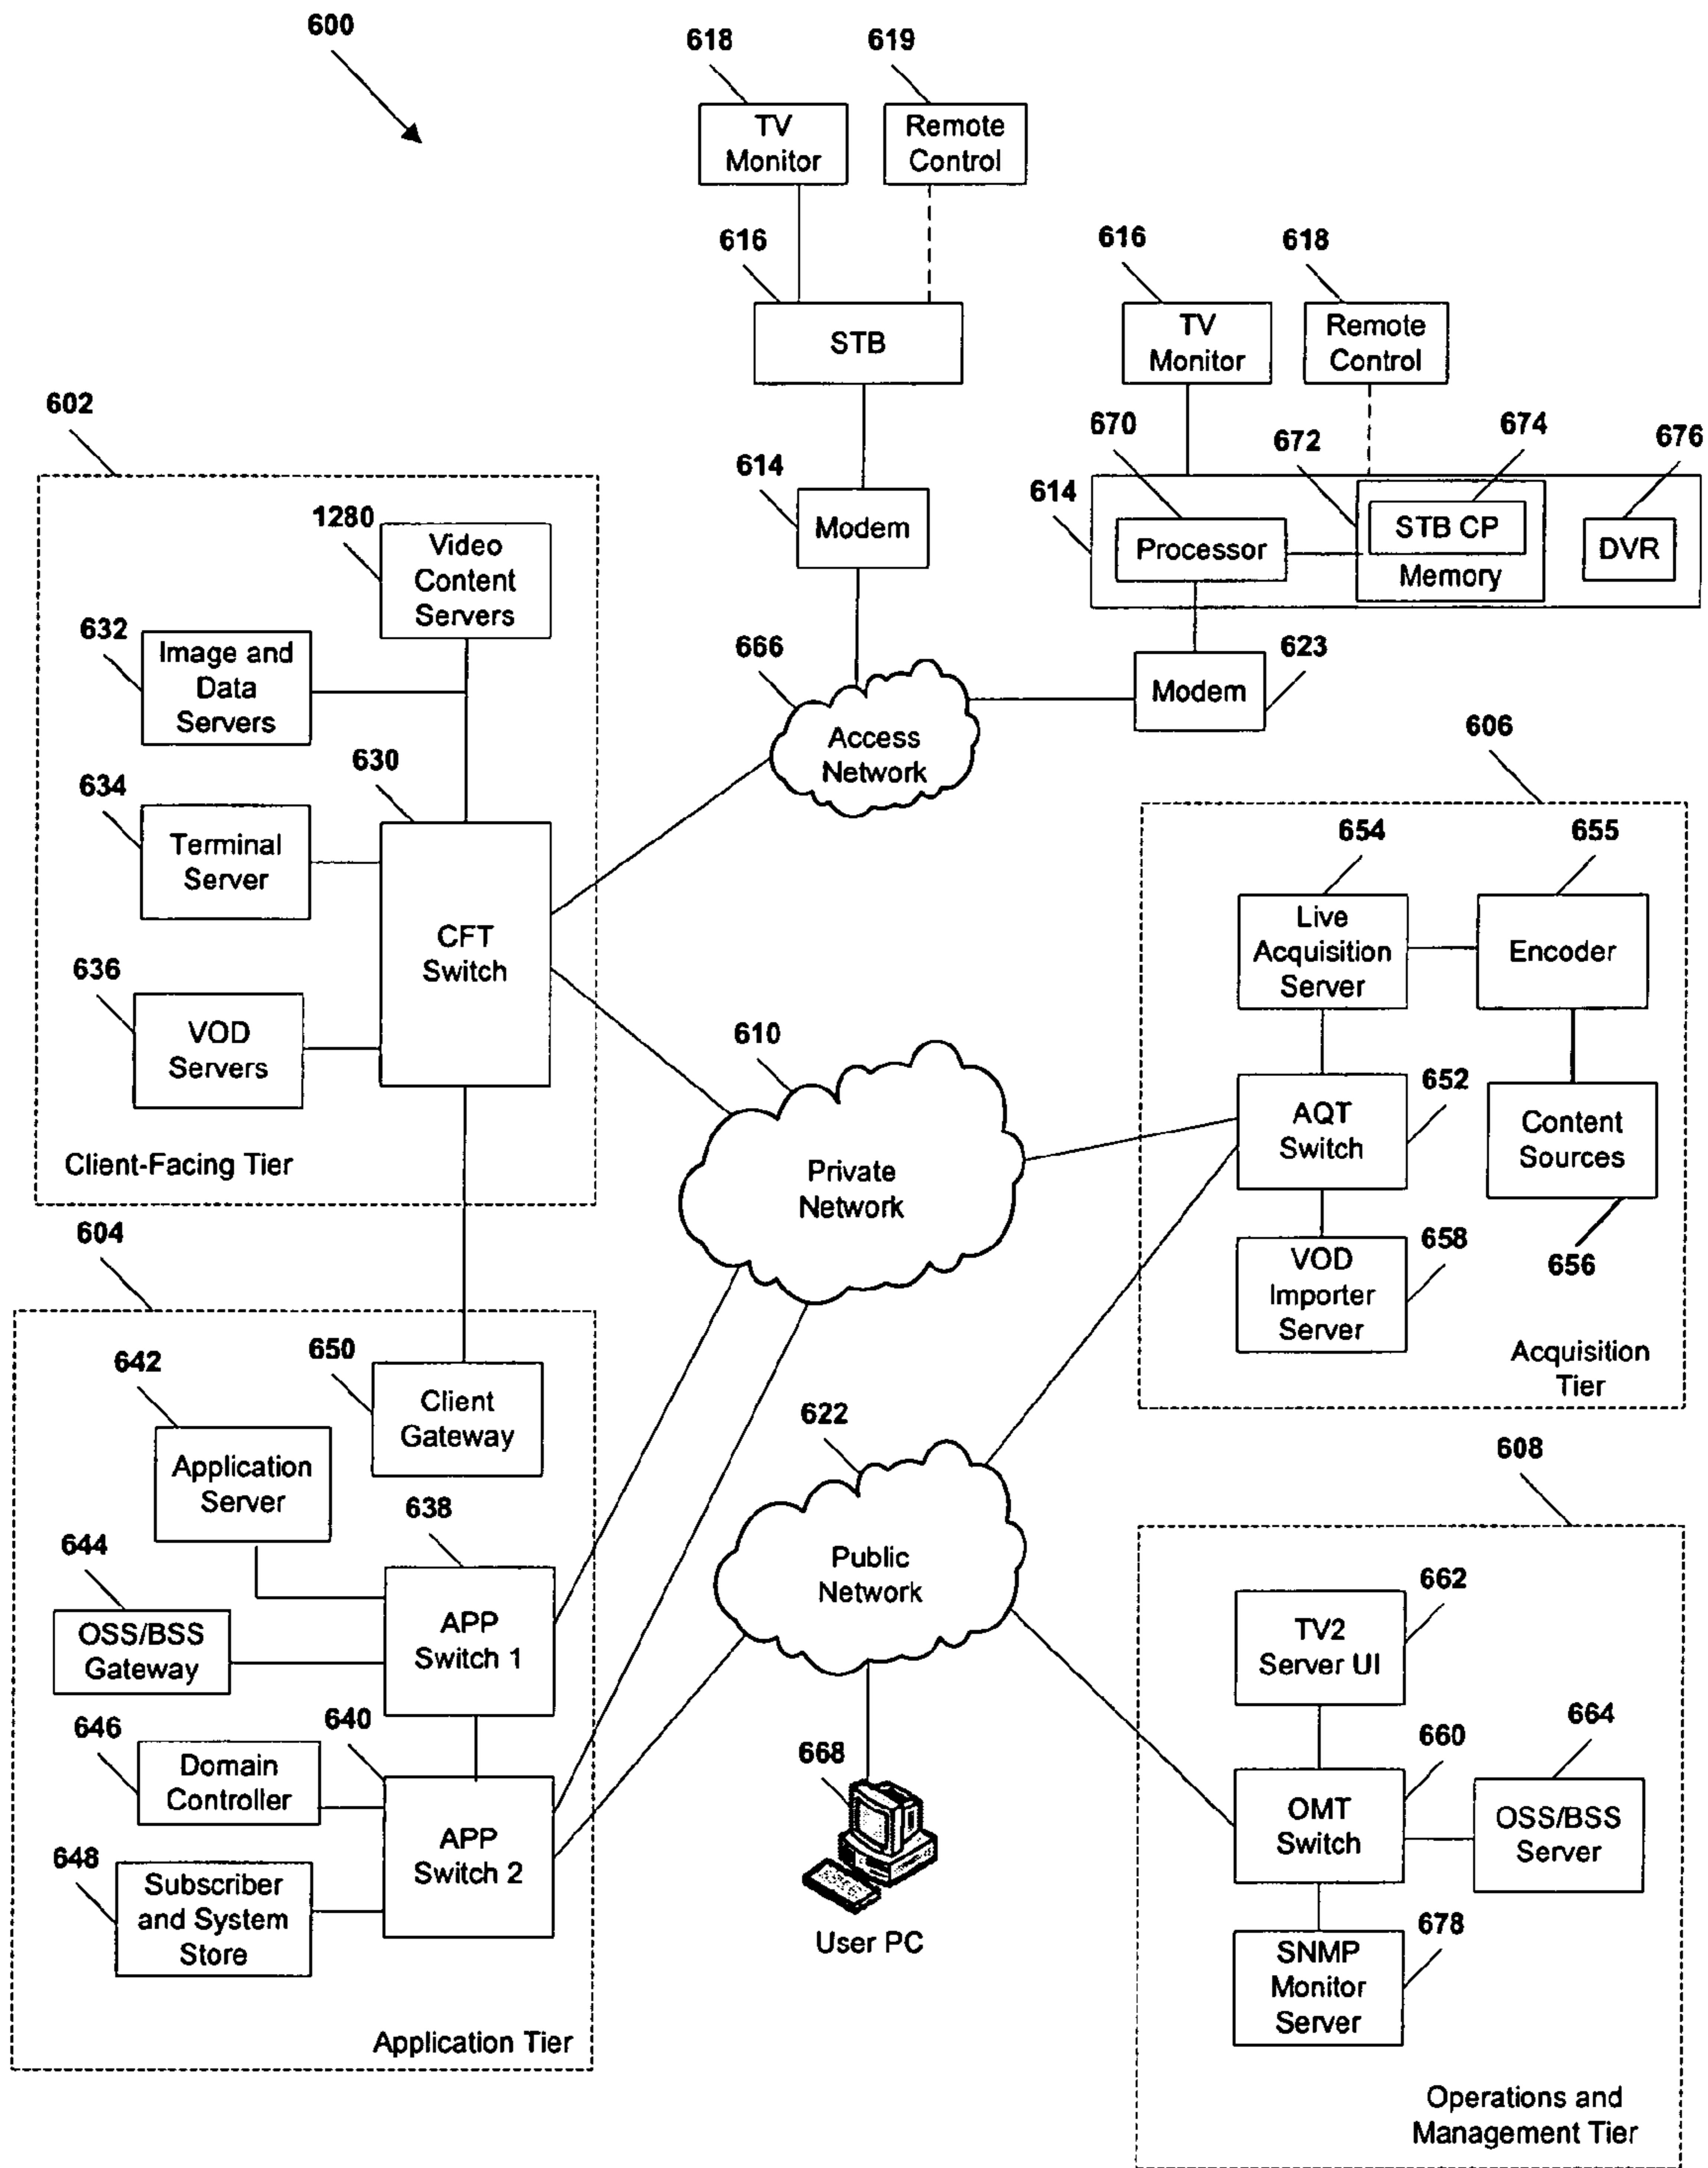 600
618
619
TV
Monitor
Remote
Control
616
STB
616
618
TV
Monitor
Remote
Control
602
670
672
674
676
614
Modem
614
Processor
STB CP
Memory
DVR
1280
Video
Content
Servers
632
Image and
Data
Servers
666
Access
Network
Modem
623
630
634
Terminal
Server
CFT
Switch
636
VOD
Servers
Client-Facing Tier
606
654
655
Live
Acquisition
Server
Encoder
610
Private
Network
652
AQT
Switch
Content
Sources
656
658
VOD
Importer
Server
Acquisition
Tier
604
642
650
Client
Gateway
Application
Server
638
644
OSS/BSS
Gateway
APP
Switch 1
646
640
Domain
Controller
APP
Switch 2
648
Subscriber
and System
Store
Application Tier
622
Public
Network
668
User PC
608
662
TV2
Server UI
664
660
OMT
Switch
OSS/BSS
Server
678
SNMP
Monitor
Server
Operations and
Management Tier